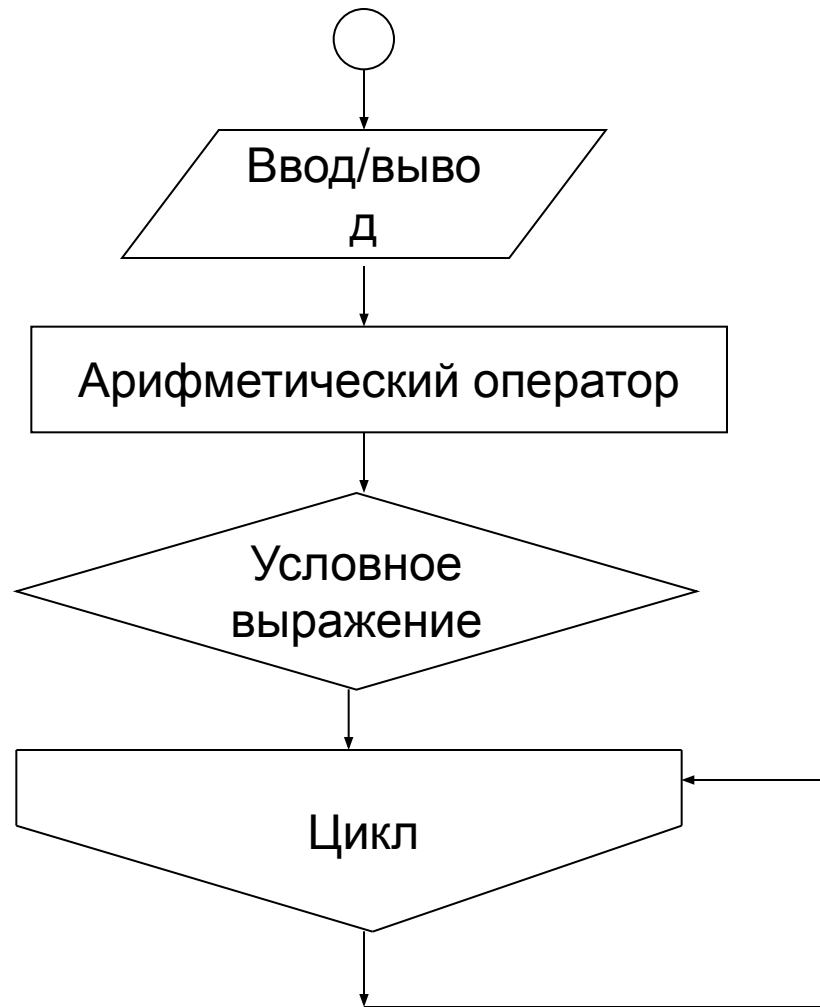 Ввод/выво
д
Арифметический оператор
Условное
выражение
Цикл